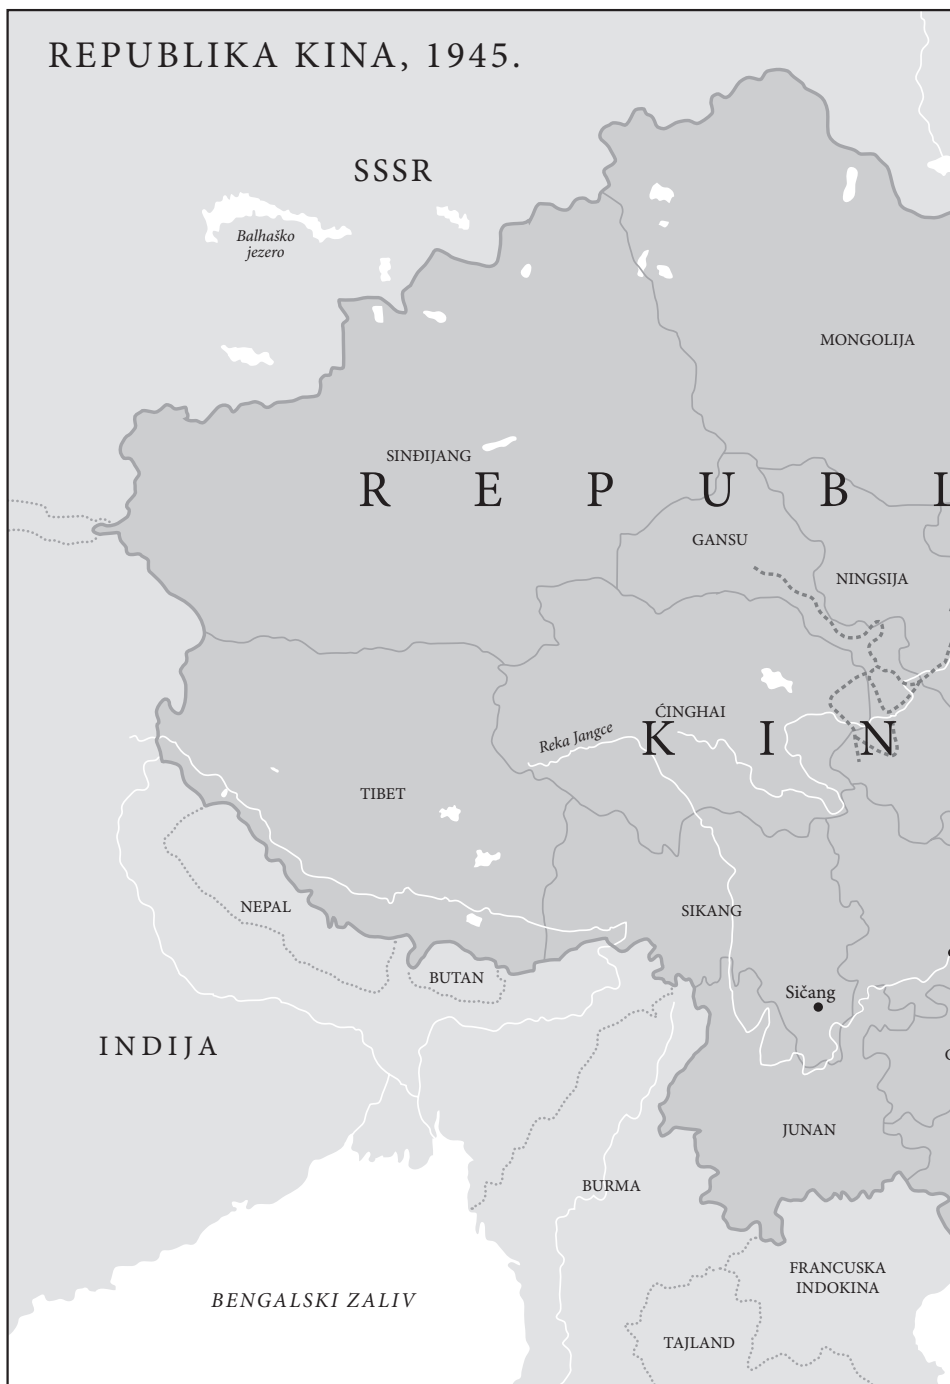 REPUBLIKA KINA, 1945.
SSSR
Balhaško
jezero
MONGOLIJA
SINĐIJANG
R E P U B L
GANSU
NINGSIJA
ĆINGHAI
Reka Jangce
K I N
TIBET
NEPAL
SIKANG
BUTAN
Sičang
INDIJA
JUNAN
BURMA
FRANCUSKA
INDOKINA
BENGALSKI ZALIV
TAJLAND